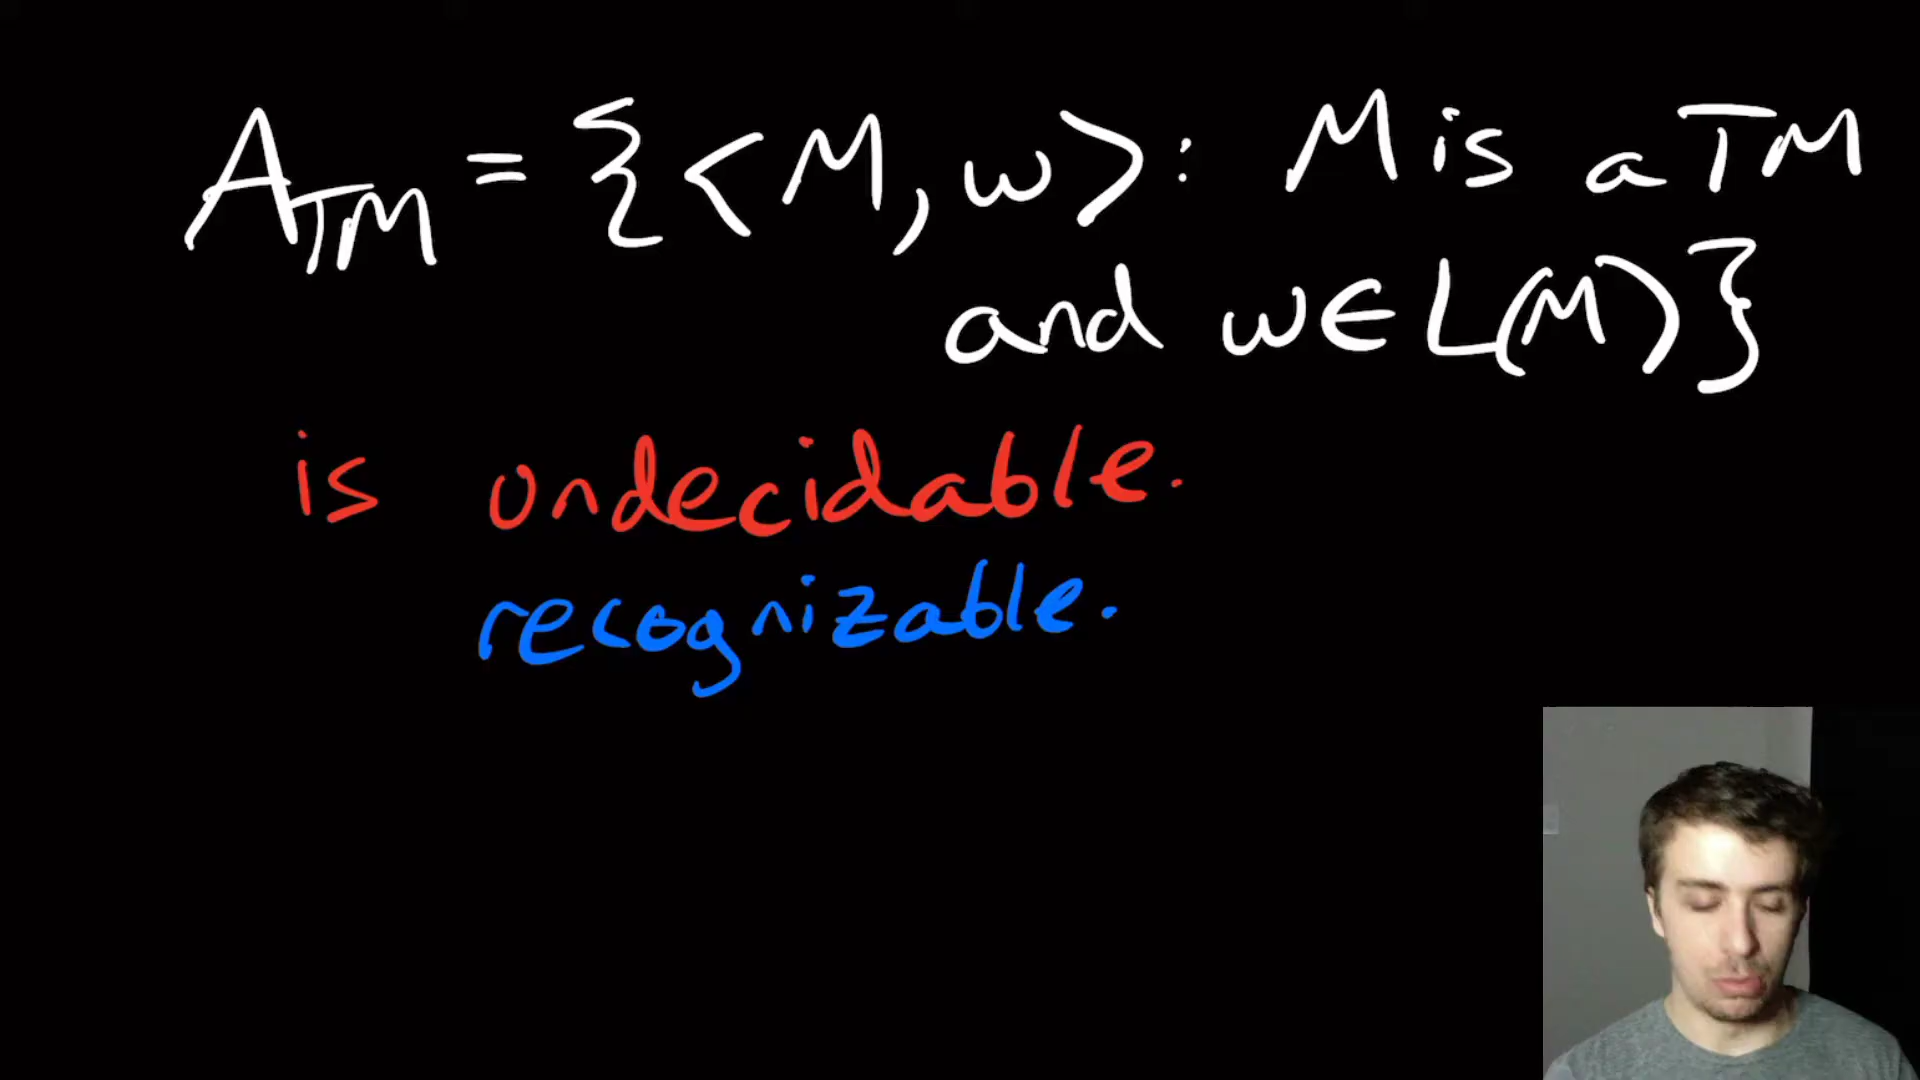 A_TM = {<M, w>: M is a TM
and w∈L(M)}
is undecidable.
recognizable.